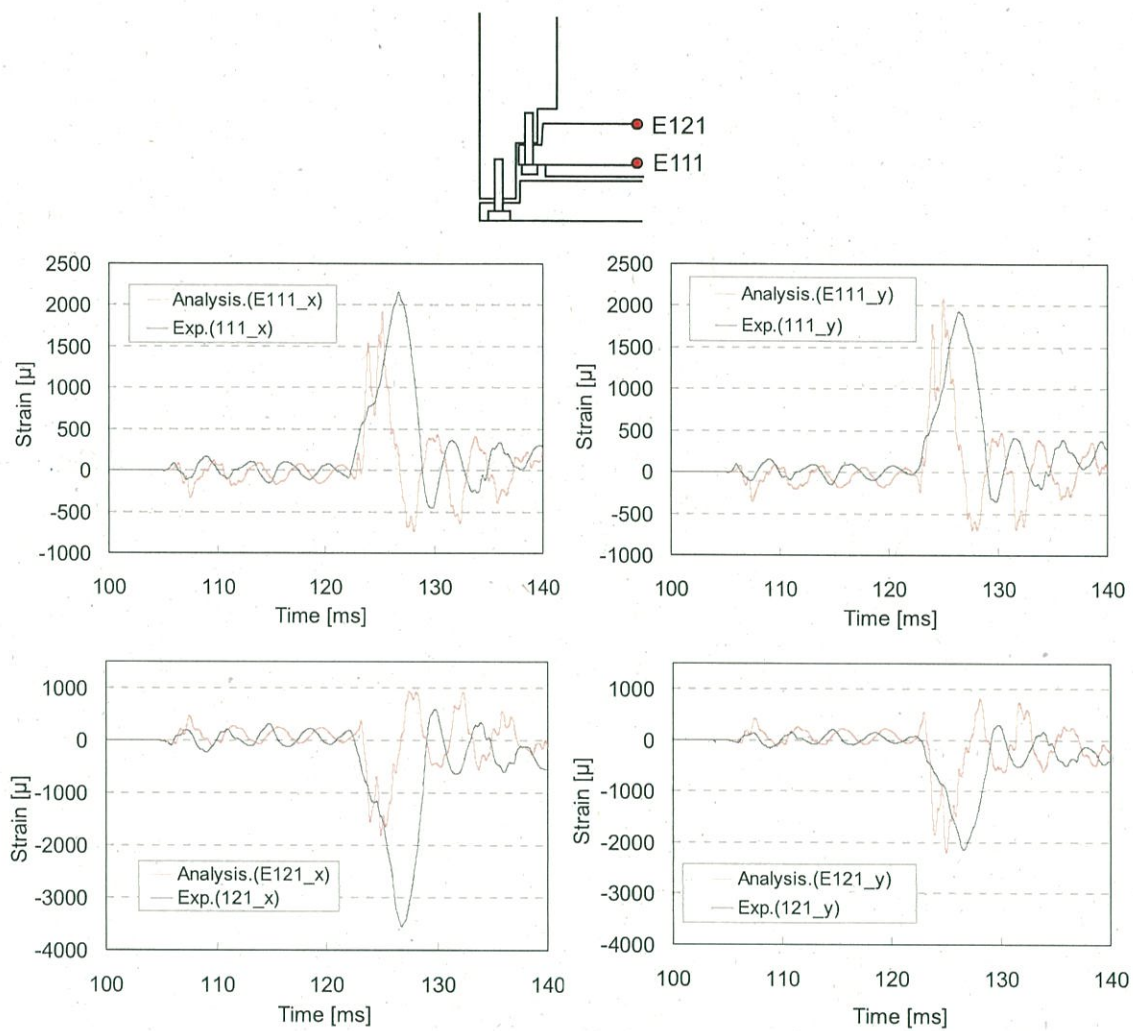 E121
E111
2500
2000
1500
1000
500
0
-500
-1000
Strain [µ]
Analysis.(E111_x)
Exp.(111_x)
100 110 120 130 140
Time [ms]
2500
2000
1500
1000
500
0
-500
-1000
Strain [µ]
Analysis.(E111_y)
Exp.(111_y)
100 110 120 130 140
Time [ms]
1000
0
-1000
-2000
-3000
-4000
Strain [µ]
Analysis.(E121_x)
Exp.(121_x)
100 110 120 130 140
Time [ms]
1000
0
-1000
-2000
-3000
-4000
Strain [µ]
Analysis.(E121_y)
Exp.(121_y)
100 110 120 130 140
Time [ms]